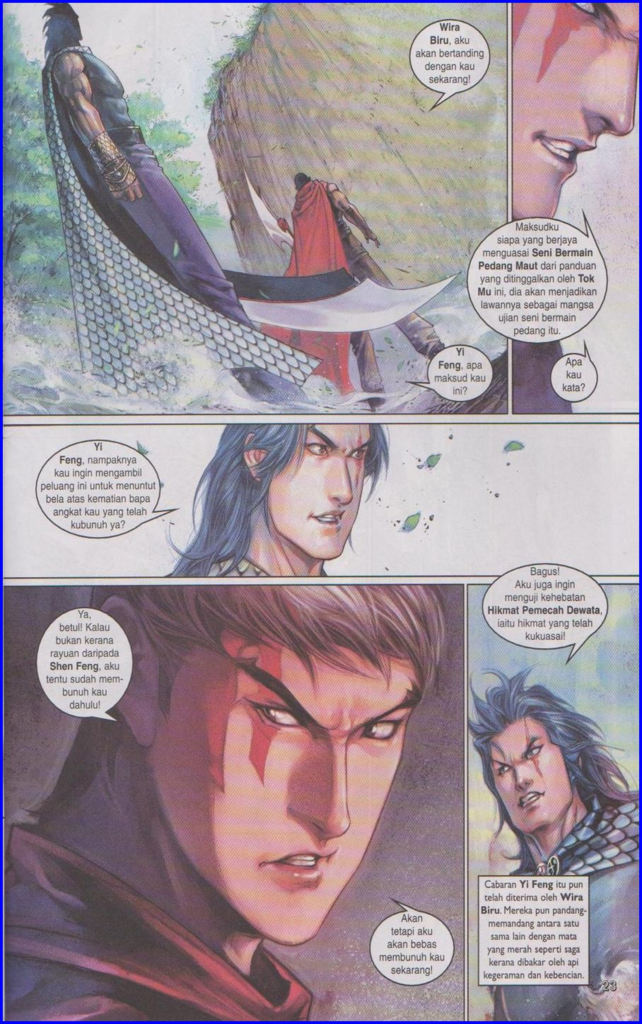 Wira
Biru, aku
akan bertanding
dengan kau
sekarang!
Yi
Feng, apa
maksud kau
ini?
Maksudku
siapa yang berjaya
menguasai Seni Bermain
Pedang Maut dari panduan
yang ditinggalkan oleh Tok
Mu ini, dia akan menjadikan
lawannya sebagai mangsa
ujian seni bermain
pedang itu.
Apa
kau
kata?
Yi
Feng, nampaknya
kau ingin mengambil
peluang ini untuk menuntut
bela atas kematian bapa
angkat kau yang telah
kubunuh ya?
Ya,
betul! Kalau
bukan kerana
rayuan daripada
Shen Feng, aku
tentu sudah mem-
bunuh kau
dahulu!
Akan
tetapi aku
akan bebas
membunuh kau
sekarang!
Bagus!
Aku juga ingin
menguji kehebatan
Hikmat Pemecah Dewata,
iaitu hikmat yang telah
kukuasai!
Cabaran Yi Feng itu pun
telah diterima oleh Wira
Biru. Mereka pun pandang-
memandang antara satu
sama lain dengan mata
yang merah seperti saga
kerana dibakar oleh api
kegeraman dan kebencian.
23